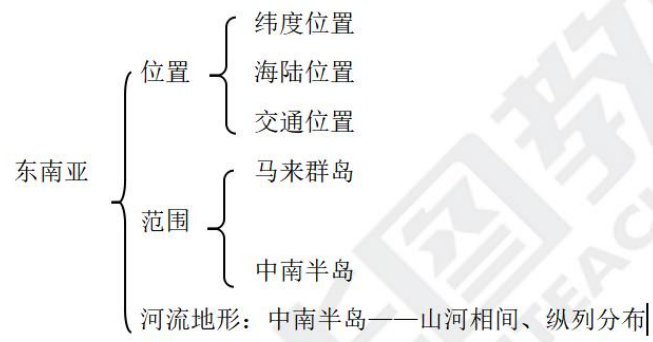 纬度位置
位置
海陆位置
交通位置
东南亚
马来群岛
范围
中南半岛
河流地形：中南半岛——山河相间、纵列分布